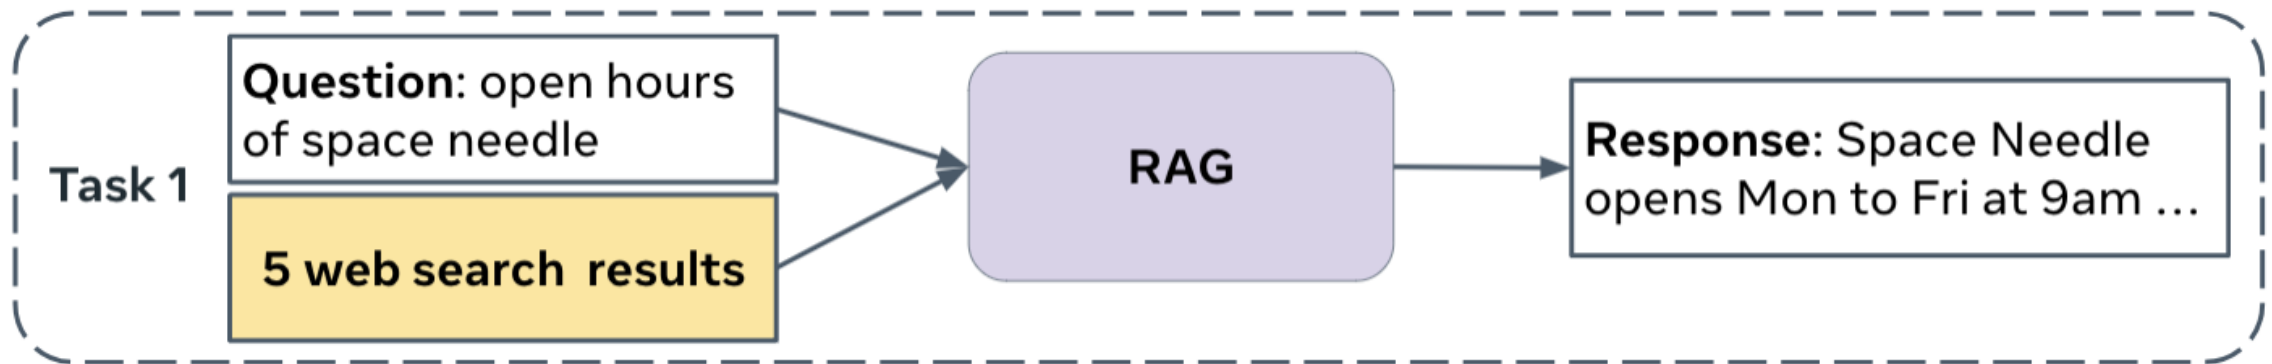 Task 1
Question: open hours
of space needle
5 web search results
RAG
Response: Space Needle
opens Mon to Fri at 9am ...